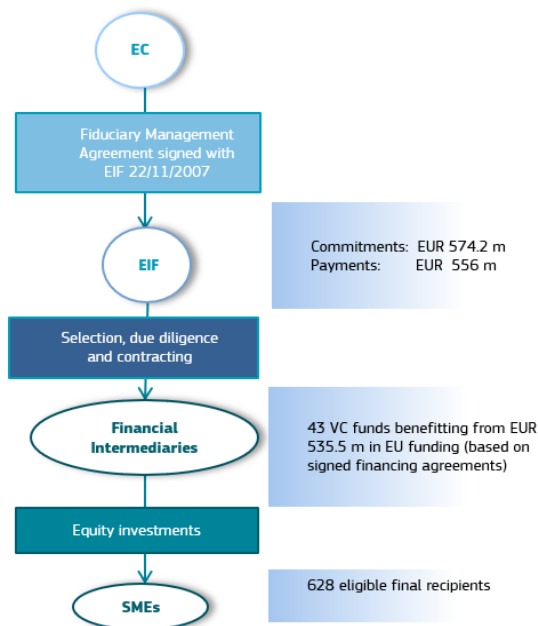 EC
Fiduciary Management
Agreement signed with
EIF 22/11/2007
Commitments: EUR 574.2 m
Payments: EUR 556 m
EIF
Selection, due diligence
and contracting
Financial
Intermediaries
43 VC funds benefitting from EUR
535.5 m in EU funding (based on
signed financing agreements)
Equity investments
628 eligible final recipients
SMEs